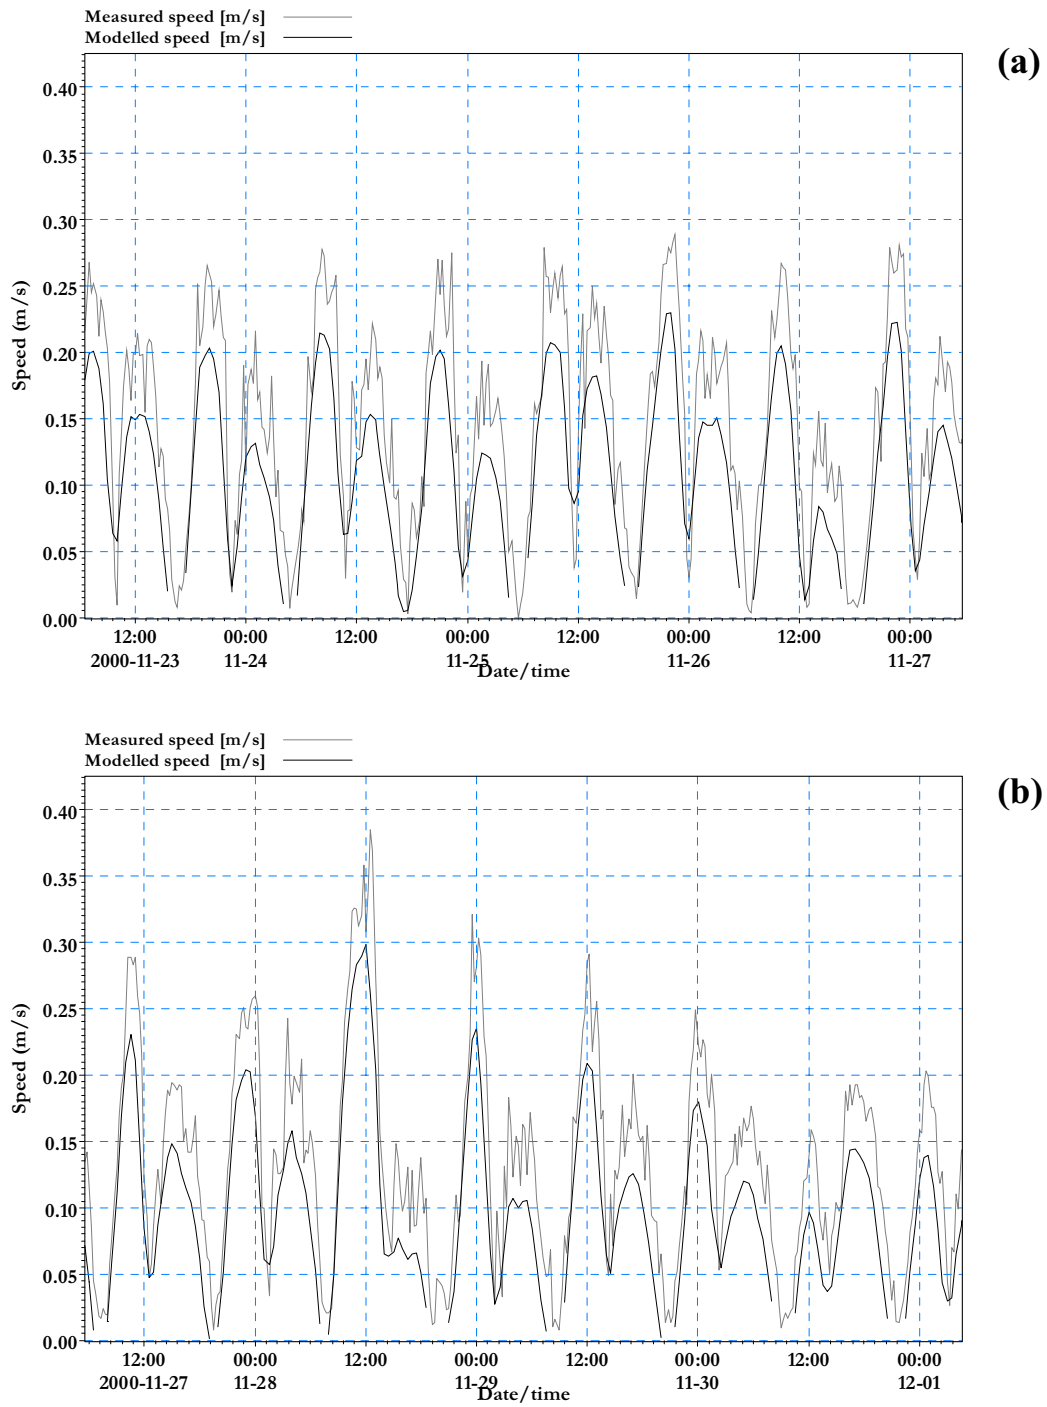 Measured speed [m/s]
Modelled speed [m/s]
(a)
0.40
0.35
0.30
0.25
0.20
0.15
0.10
0.05
0.00
Speed (m/s)
12:00 00:00 12:00 00:00 12:00 00:00 12:00 00:00
2000-11-23 11-24 11-25 11-26 11-27
Date/time
Measured speed [m/s]
Modelled speed [m/s]
(b)
0.40
0.35
0.30
0.25
0.20
0.15
0.10
0.05
0.00
Speed (m/s)
12:00 00:00 12:00 00:00 12:00 00:00 12:00 00:00
2000-11-27 11-28 11-29 11-30 12-01
Date/time